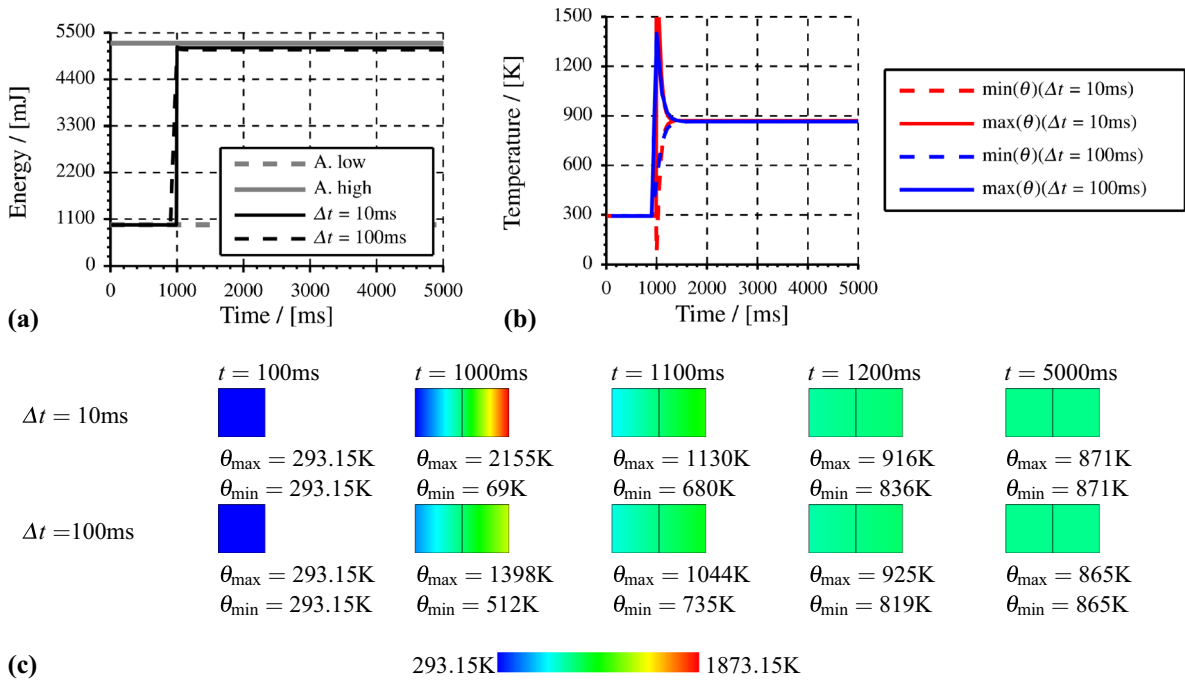 5500
4400
3300
2200
1100
0
Energy / [mJ]
A. low
A. high
Δt = 10ms
Δt = 100ms
0 1000 2000 3000 4000 5000
Time / [ms]
(a)
1500
1200
900
600
300
0
Temperature / [K]
0 1000 2000 3000 4000 5000
Time / [ms]
(b)
min(θ)(Δt = 10ms)
max(θ)(Δt = 10ms)
min(θ)(Δt = 100ms)
max(θ)(Δt = 100ms)
t = 100ms t = 1000ms t = 1100ms t = 1200ms t = 5000ms
Δt = 10ms
θmax = 293.15K θmax = 2155K θmax = 1130K θmax = 916K θmax = 871K
θmin = 293.15K θmin = 69K θmin = 680K θmin = 836K θmin = 871K
Δt =100ms
θmax = 293.15K θmax = 1398K θmax = 1044K θmax = 925K θmax = 865K
θmin = 293.15K θmin = 512K θmin = 735K θmin = 819K θmin = 865K
(c)
293.15K 1873.15K